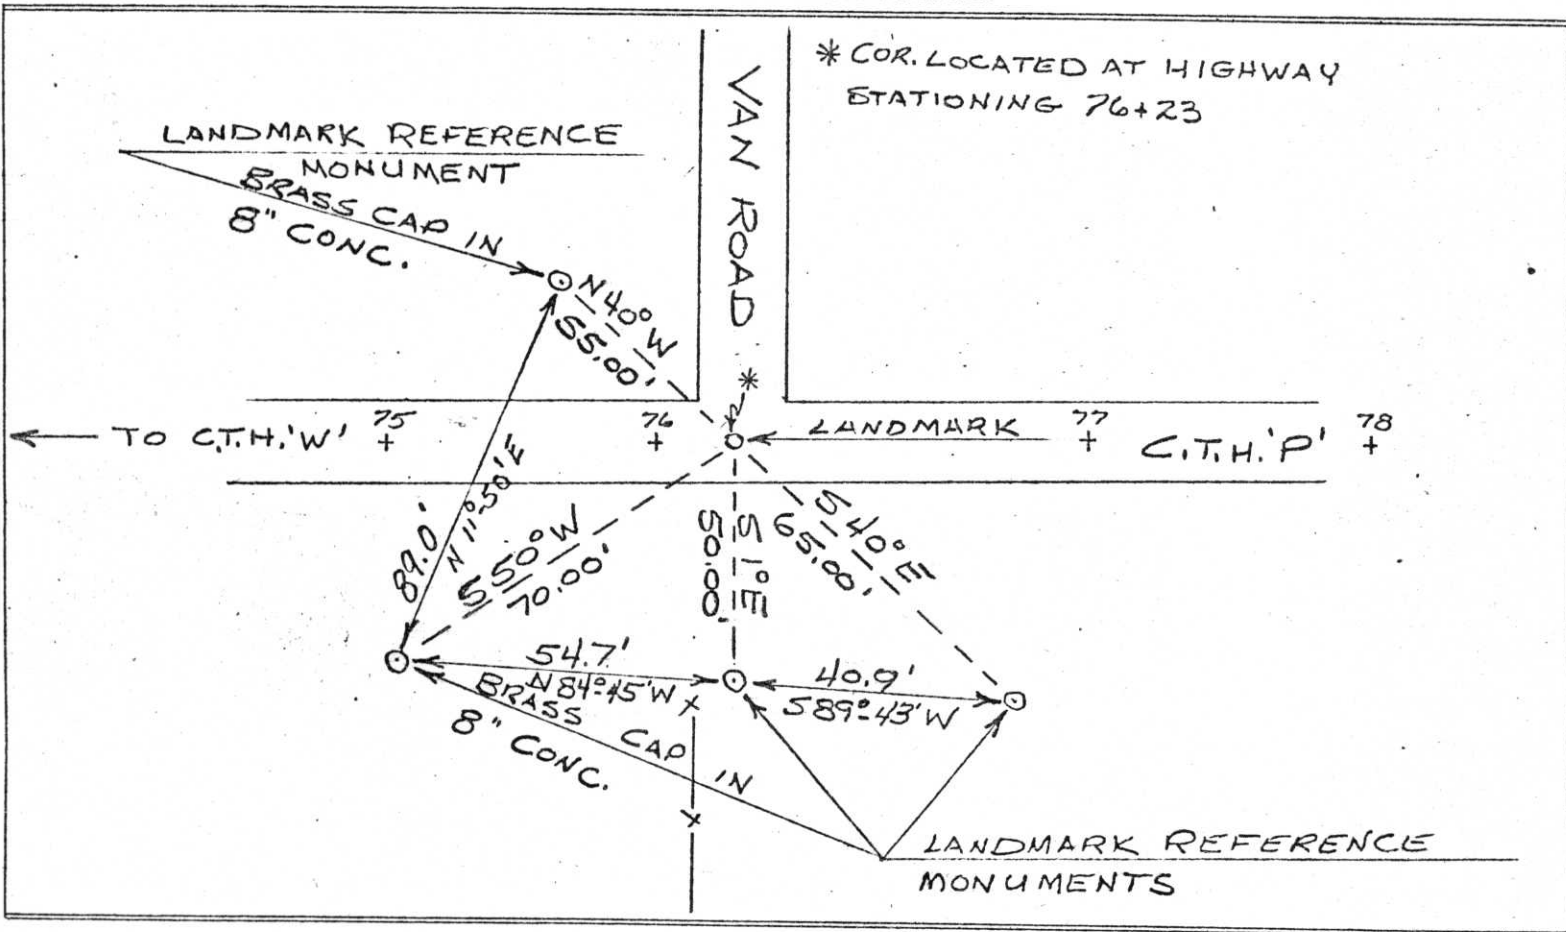 * COR. LOCATED AT HIGHWAY
STATIONING 76+23
LANDMARK REFERENCE
MONUMENT
BRASS CAP IN
8" CONC.
VAN ROAD
N 40° W
55.00'
*
← TO C.T.H. 'W'
75
+
76
+
LANDMARK
77
+
C.T.H. 'P'
78
+
89.0'
N 11°-50' E
S 50° W
70.00'
S 1° E
50.00'
S 40° E
65.00'
54.7'
N 84°-45' W
40.9'
S 89°-43' W
BRASS CAP IN
8" CONC.
LANDMARK REFERENCE
MONUMENTS